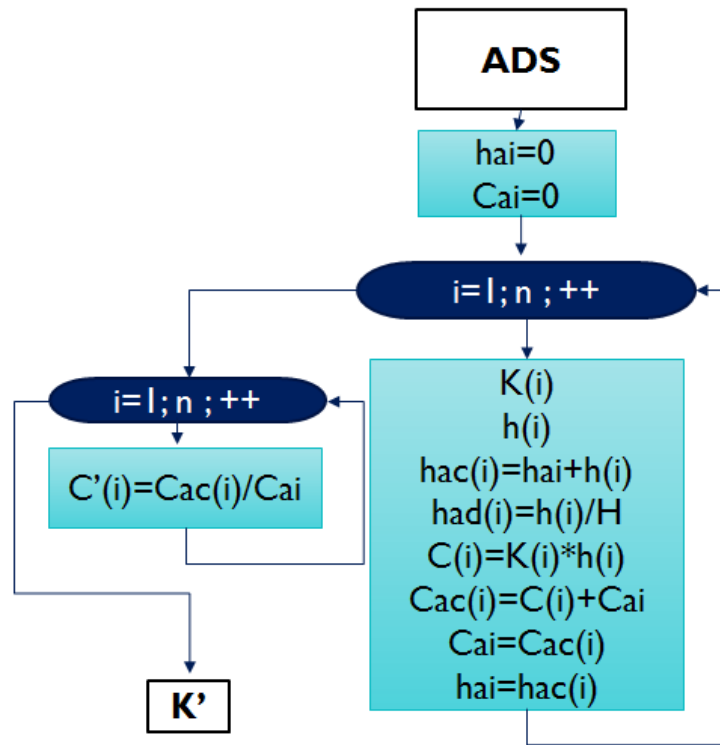 ADS
hai=0
Cai=0
i=1; n ; ++
K(i)
h(i)
hac(i)=hai+h(i)
had(i)=h(i)/H
C(i)=K(i)*h(i)
Cac(i)=C(i)+Cai
Cai=Cac(i)
hai=hac(i)
i=1; n ; ++
C’(i)=Cac(i)/Cai
K’